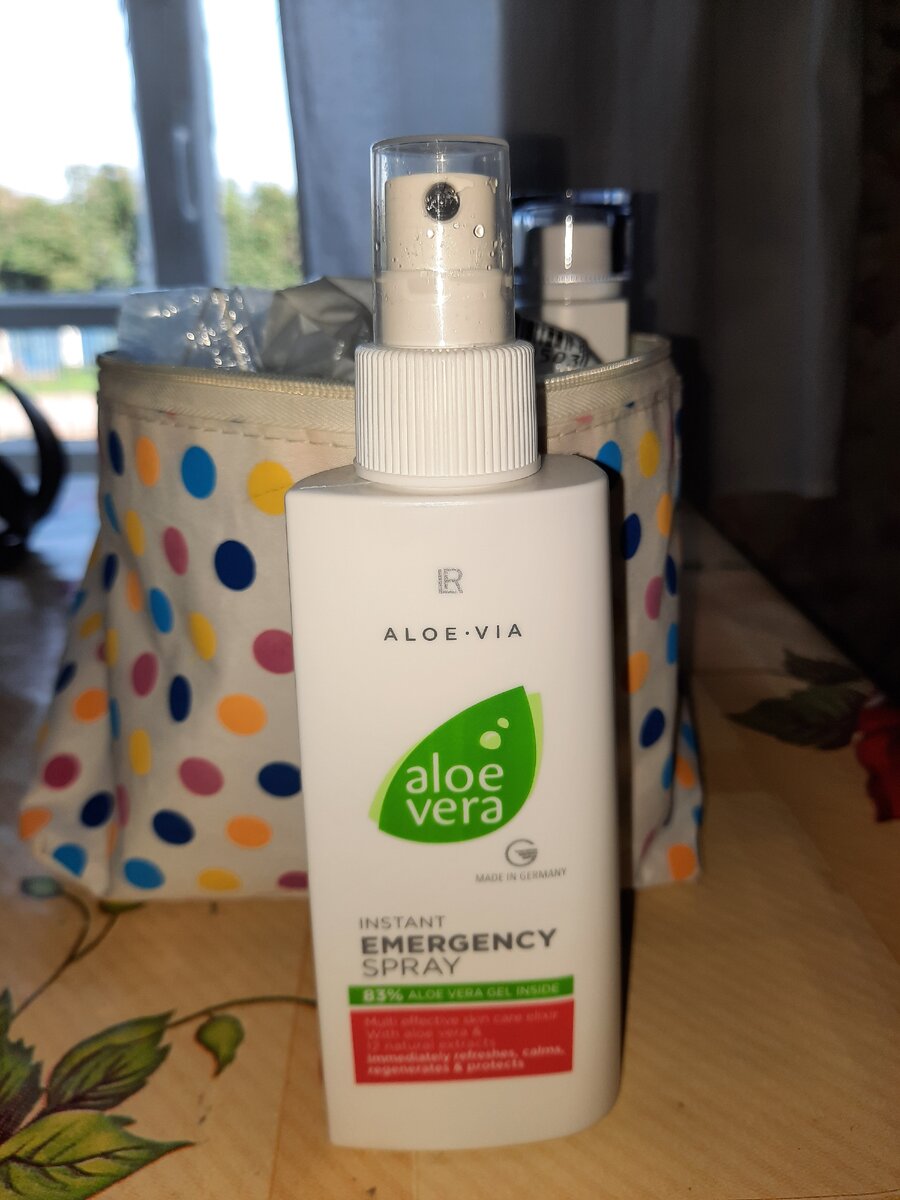 LR
ALOE·VIA
aloe
vera
MADE IN GERMANY
INSTANT
EMERGENCY
SPRAY
83% ALOE VERA GEL INSIDE
Multi effective skin care elixir
With aloe vera &
12 natural extracts
immediately refreshes, calms,
regenerates & protects